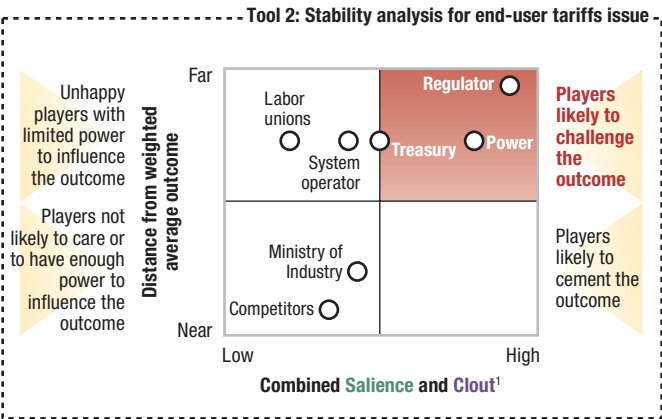 Tool 2: Stability analysis for end-user tariffs issue
Unhappy
players with
limited power
to influence
the outcome
Players not
likely to care or
to have enough
power to
influence the
outcome
Distance from weighted
average outcome
Far
Near
Labor
unions
System
operator
Treasury
Regulator
Power
Ministry of
Industry
Competitors
Low
High
Combined Salience and Clout¹
Players
likely to
challenge
the
outcome
Players
likely to
cement the
outcome